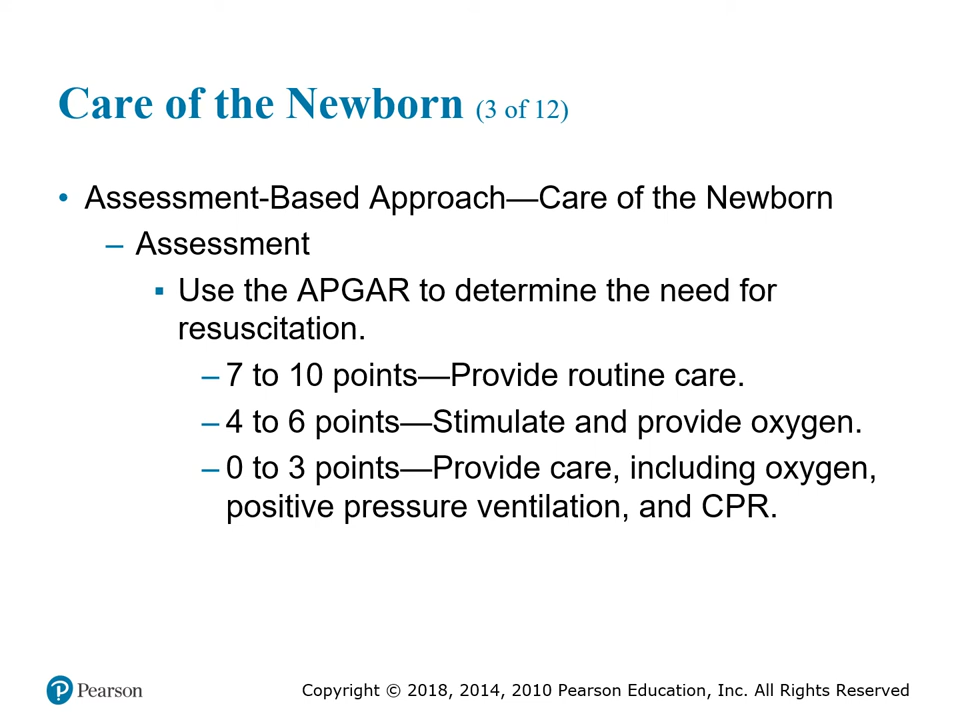 Care of the Newborn (3 of 12)
• Assessment-Based Approach—Care of the Newborn
– Assessment
▪ Use the APGAR to determine the need for
resuscitation.
– 7 to 10 points—Provide routine care.
– 4 to 6 points—Stimulate and provide oxygen.
– 0 to 3 points—Provide care, including oxygen,
positive pressure ventilation, and CPR.
Pearson
Copyright © 2018, 2014, 2010 Pearson Education, Inc. All Rights Reserved